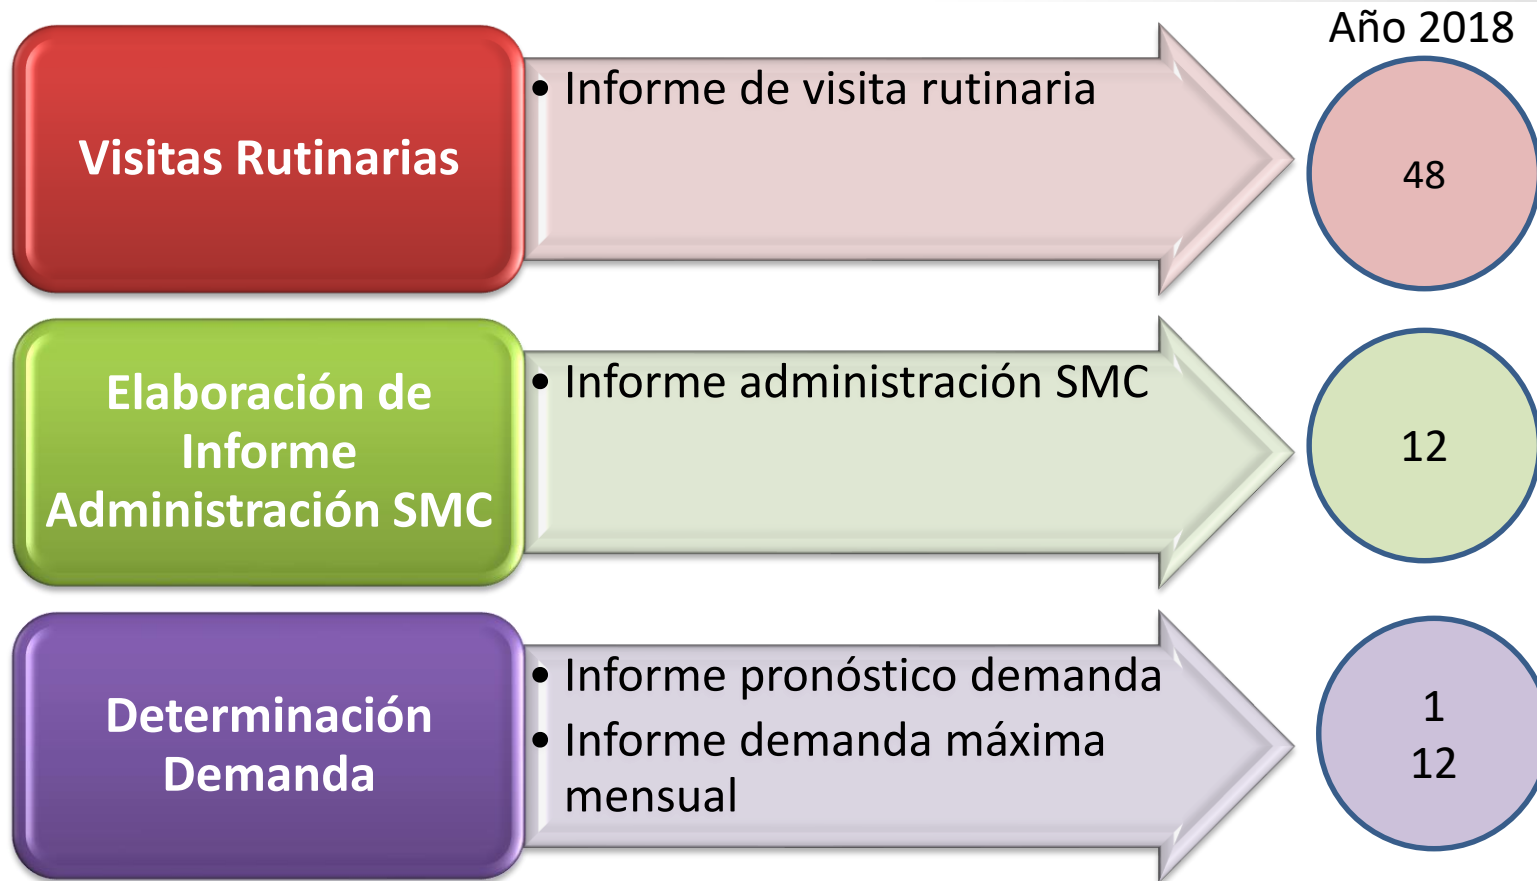 Año 2018
Visitas Rutinarias
• Informe de visita rutinaria
48
Elaboración de
Informe
Administración SMC
• Informe administración SMC
12
Determinación
Demanda
• Informe pronóstico demanda
• Informe demanda máxima
mensual
1
12